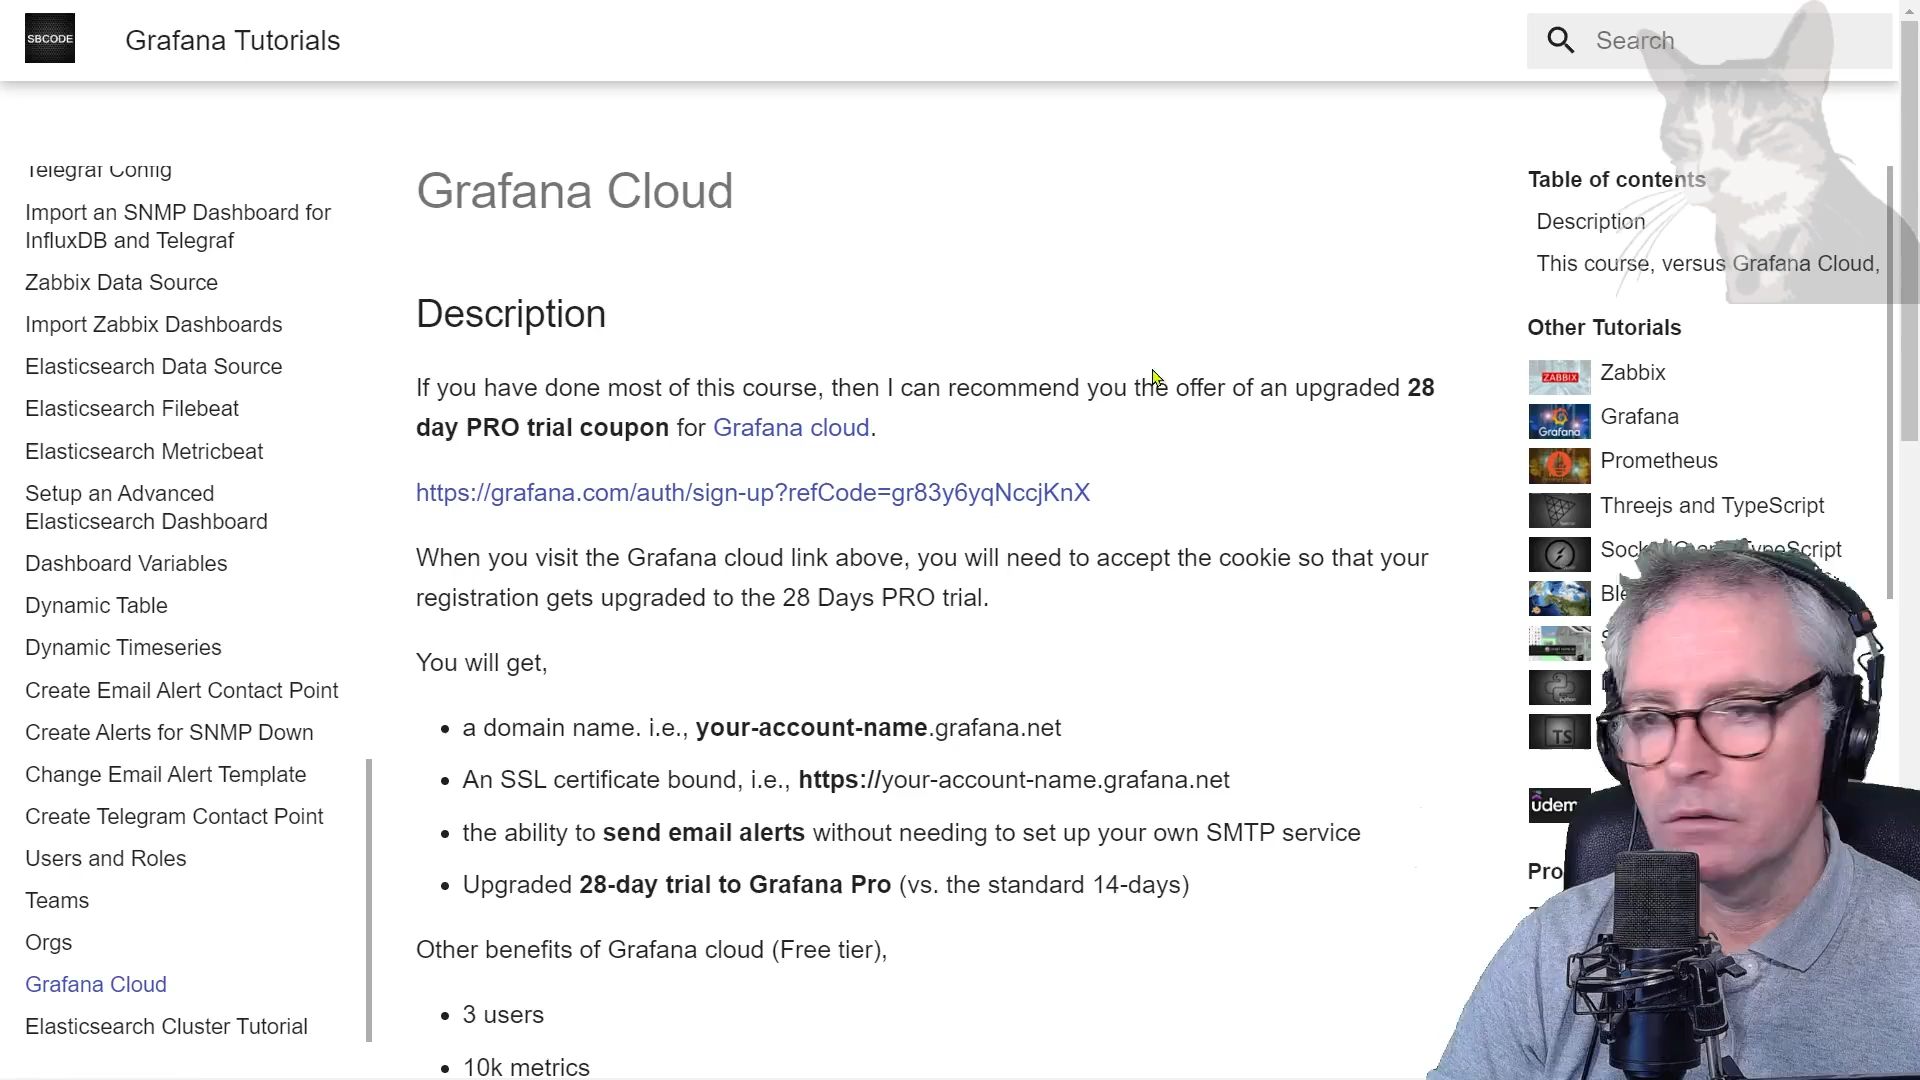 SBCODE
Grafana Tutorials
Search
Telegraf Config
Import an SNMP Dashboard for
InfluxDB and Telegraf
Zabbix Data Source
Import Zabbix Dashboards
Elasticsearch Data Source
Elasticsearch Filebeat
Elasticsearch Metricbeat
Setup an Advanced
Elasticsearch Dashboard
Dashboard Variables
Dynamic Table
Dynamic Timeseries
Create Email Alert Contact Point
Create Alerts for SNMP Down
Change Email Alert Template
Create Telegram Contact Point
Users and Roles
Teams
Orgs
Grafana Cloud
Elasticsearch Cluster Tutorial
Grafana Cloud
Description
If you have done most of this course, then I can recommend you the offer of an upgraded 28
day PRO trial coupon for Grafana cloud.
https://grafana.com/auth/sign-up?refCode=gr83y6yqNccjKnX
When you visit the Grafana cloud link above, you will need to accept the cookie so that your
registration gets upgraded to the 28 Days PRO trial.
You will get,
• a domain name. i.e., your-account-name.grafana.net
• An SSL certificate bound, i.e., https://your-account-name.grafana.net
• the ability to send email alerts without needing to set up your own SMTP service
• Upgraded 28-day trial to Grafana Pro (vs. the standard 14-days)
Other benefits of Grafana cloud (Free tier),
• 3 users
• 10k metrics
Table of contents
Description
This course, versus Grafana Cloud,
Other Tutorials
ZABBIX
Zabbix
Grafana
Grafana
Prometheus
Threejs and TypeScript
TypeScript
TS